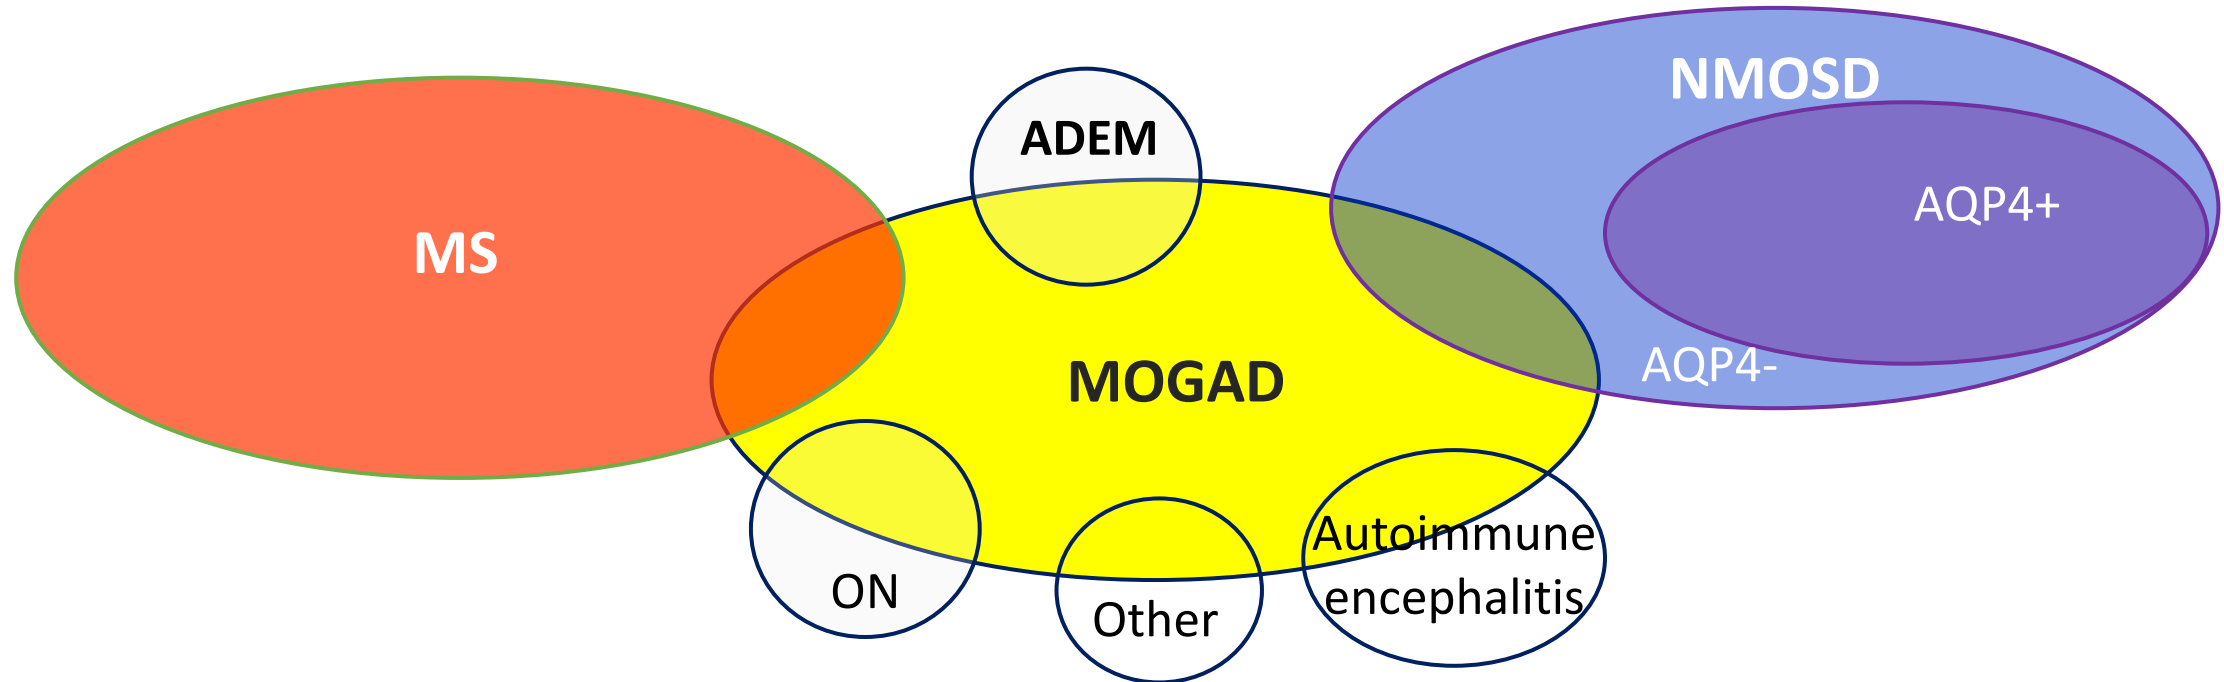 NMOSD
ADEM
AQP4+
MS
AQP4-
MOGAD
Autoimmune
encephalitis
ON
Other